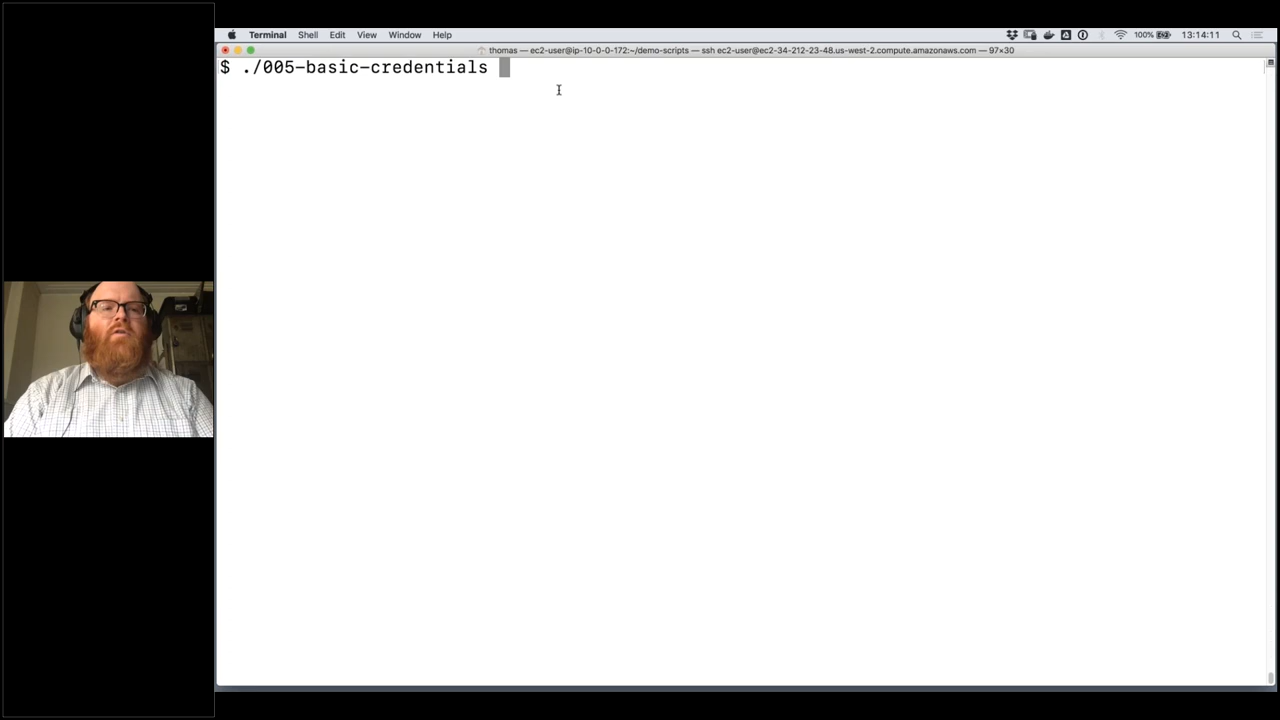 Terminal Shell Edit View Window Help 100% 13:14:11
thomas — ec2-user@ip-10-0-0-172:~/demo-scripts — ssh ec2-user@ec2-34-212-23-48.us-west-2.compute.amazonaws.com — 97×30
$ ./005-basic-credentials